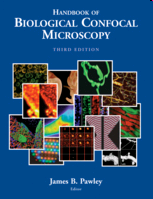 HANDBOOK OF
BIOLOGICAL CONFOCAL
MICROSCOPY
THIRD EDITION
James B. Pawley
Editor